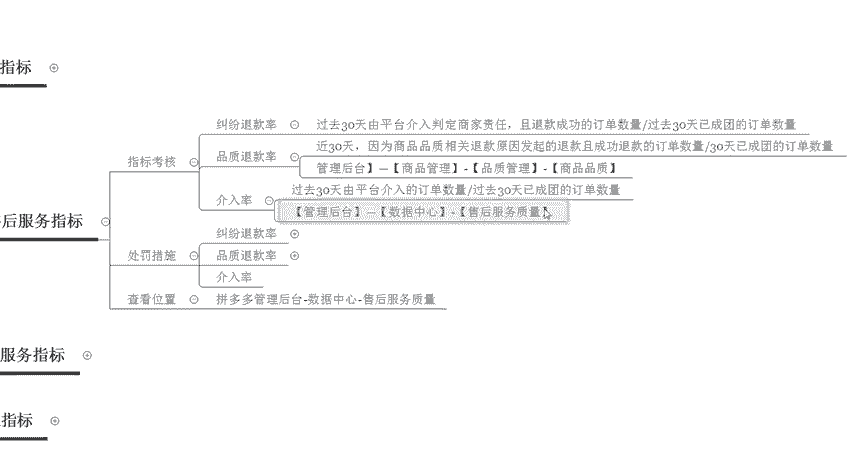 指标
纠纷退款率
过去30天由平台介入判定商家责任，且退款成功的订单数量/过去30天已成团的订单数量
指标考核
品质退款率
近30天，因为商品品质相关退款原因发起的退款且成功退款的订单数量/30天已成团的订单数量
管理后台】—【商品管理】-【品质管理】-【商品品质】
介入率
过去30天由平台介入的订单数量/过去30天已成团的订单数量
【管理后台】—【数据中心】-【售后服务质量】
后服务指标
处罚措施
纠纷退款率
品质退款率
介入率
查看位置
拼多多管理后台-数据中心-售后服务质量
服务指标
指标